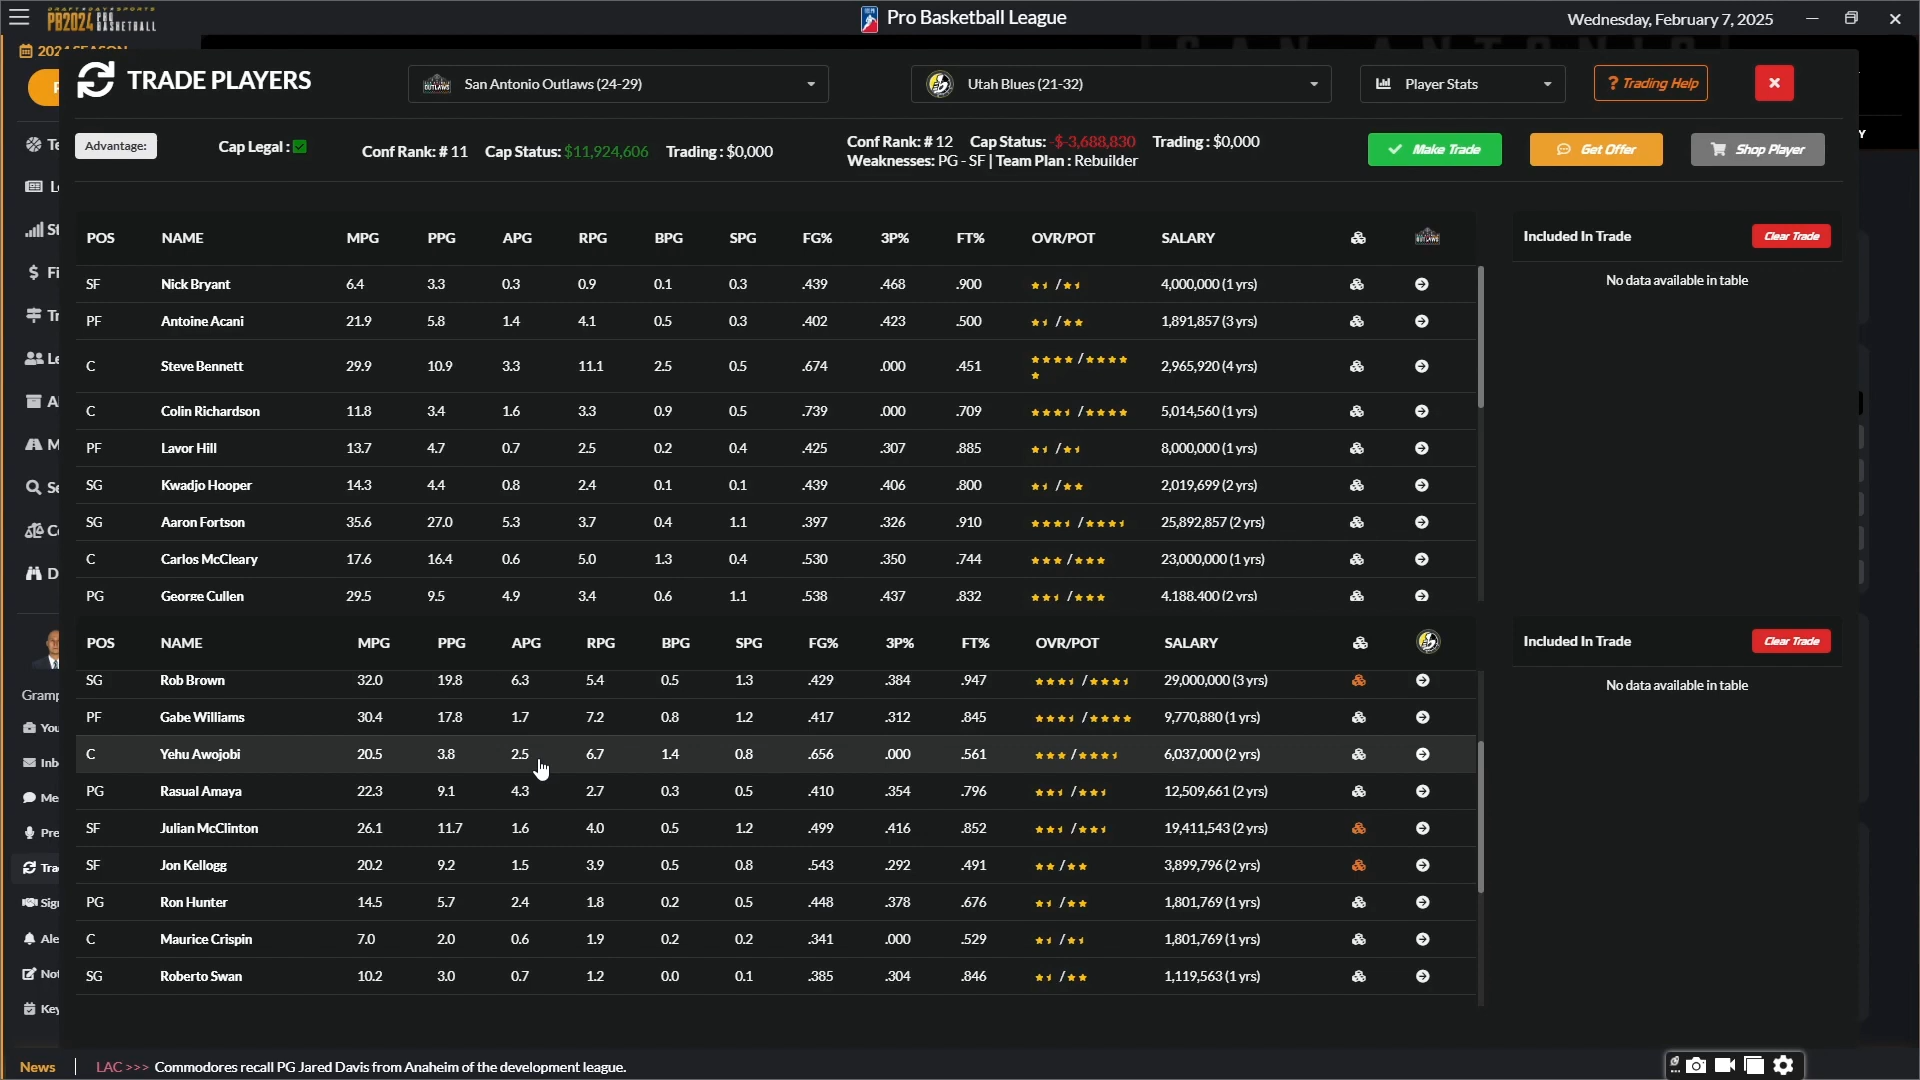 DRAFT DAY SPORTS
PB2024 PRO BASKETBALL
Pro Basketball League
Wednesday, February 7, 2025
2024 SEASON
TRADE PLAYERS
San Antonio Outlaws (24-29)
Utah Blues (21-32)
Player Stats
? Trading Help
Advantage:
Cap Legal :
Conf Rank: # 11 Cap Status: $11,924,606 Trading : $0,000
Conf Rank: # 12 Cap Status: -$-3,688,830 Trading : $0,000
Weaknesses: PG - SF | Team Plan : Rebuilder
Make Trade
Get Offer
Shop Player
POS NAME MPG PPG APG RPG BPG SPG FG% 3P% FT% OVR/POT SALARY
SF Nick Bryant 6.4 3.3 0.3 0.9 0.1 0.3 .439 .468 .900 / 4,000,000 (1 yrs)
PF Antoine Acani 21.9 5.8 1.4 4.1 0.5 0.3 .402 .423 .500 / 1,891,857 (3 yrs)
C Steve Bennett 29.9 10.9 3.3 11.1 2.5 0.5 .674 .000 .451 / 2,965,920 (4 yrs)
C Colin Richardson 11.8 3.4 1.6 3.3 0.9 0.5 .739 .000 .709 / 5,014,560 (1 yrs)
PF Lavor Hill 13.7 4.7 0.7 2.5 0.2 0.4 .425 .307 .885 / 8,000,000 (1 yrs)
SG Kwadjo Hooper 14.3 4.4 0.8 2.4 0.1 0.1 .439 .406 .800 / 2,019,699 (2 yrs)
SG Aaron Fortson 35.6 27.0 5.3 3.7 0.4 1.1 .397 .326 .910 / 25,892,857 (2 yrs)
C Carlos McCleary 17.6 16.4 0.6 5.0 1.3 0.4 .530 .350 .744 / 23,000,000 (1 yrs)
PG George Cullen 29.5 9.5 4.9 3.4 0.6 1.1 .538 .437 .832 / 4,188,400 (2 yrs)
Included In Trade
Clear Trade
No data available in table
POS NAME MPG PPG APG RPG BPG SPG FG% 3P% FT% OVR/POT SALARY
SG Rob Brown 32.0 19.8 6.3 5.4 0.5 1.3 .429 .384 .947 / 29,000,000 (3 yrs)
PF Gabe Williams 30.4 17.8 1.7 7.2 0.8 1.2 .417 .312 .845 / 9,770,880 (1 yrs)
C Yehu Awojobi 20.5 3.8 2.5 6.7 1.4 0.8 .656 .000 .561 / 6,037,000 (2 yrs)
PG Rasual Amaya 22.3 9.1 4.3 2.7 0.3 0.5 .410 .354 .796 / 12,509,661 (2 yrs)
SF Julian McClinton 26.1 11.7 1.6 4.0 0.5 1.2 .499 .416 .852 / 19,411,543 (2 yrs)
SF Jon Kellogg 20.2 9.2 1.5 3.9 0.5 0.8 .543 .292 .491 / 3,899,796 (2 yrs)
PG Ron Hunter 14.5 5.7 2.4 1.8 0.2 0.5 .448 .378 .676 / 1,801,769 (1 yrs)
C Maurice Crispin 7.0 2.0 0.6 1.9 0.2 0.2 .341 .000 .529 / 1,801,769 (1 yrs)
SG Roberto Swan 10.2 3.0 0.7 1.2 0.0 0.1 .385 .304 .846 / 1,119,563 (1 yrs)
Included In Trade
Clear Trade
No data available in table
Te
Le
St
Fi
Tr
Le
Al
M
Se
Co
D
Gramp
You
Inb
Me
Pre
Tra
Sign
Ale
Not
Key
News
LAC >>> Commodores recall PG Jared Davis from Anaheim of the development league.